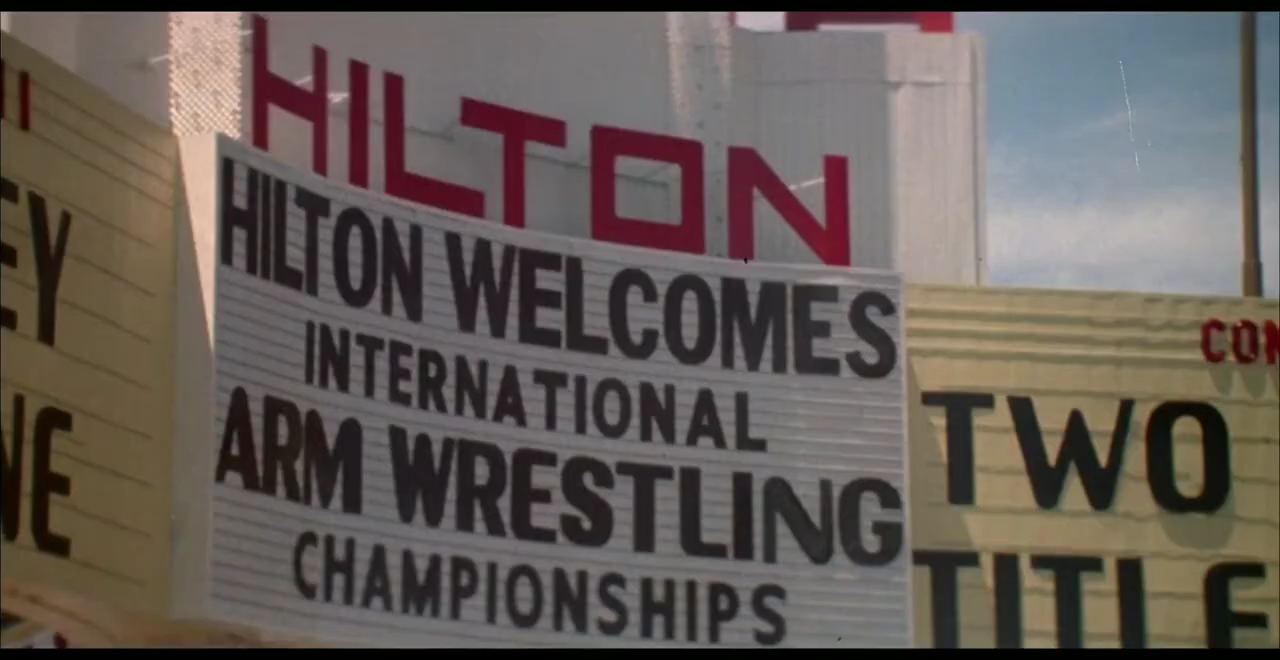 HILTON
HILTON WELCOMES
INTERNATIONAL
ARM WRESTLING
CHAMPIONSHIPS
TWO